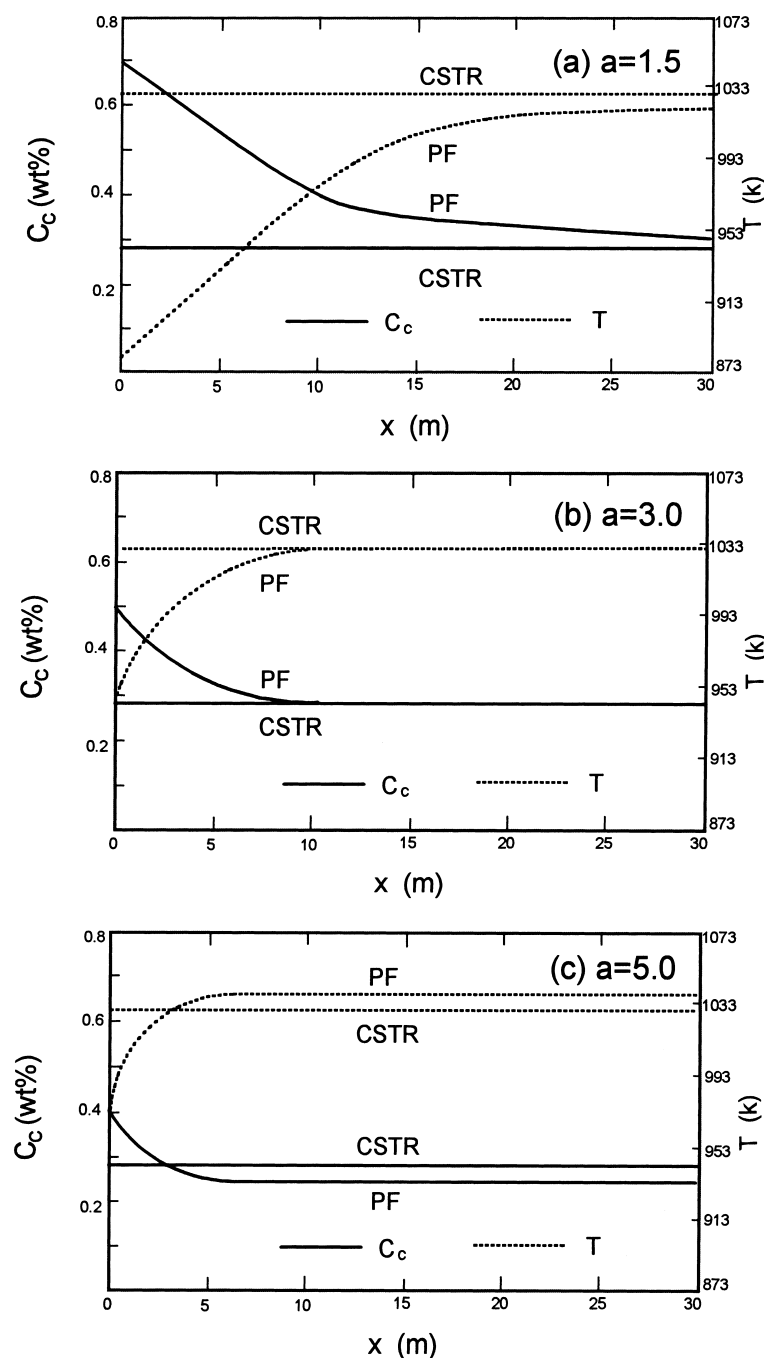 0.8
1073
(a) a=1.5
CSTR
1033
0.6
PF
993
C_C (wt%)
0.4
PF
T (k)
953
CSTR
0.2
913
C_c
T
873
0 5 10 15 20 25 30
x (m)
0.8
1073
(b) a=3.0
CSTR
1033
0.6
PF
993
C_C (wt%)
0.4
PF
T (k)
953
CSTR
0.2
913
C_c
T
873
0 5 10 15 20 25 30
x (m)
0.8
1073
(c) a=5.0
PF
1033
0.6
CSTR
993
C_C (wt%)
0.4
T (k)
CSTR
953
0.2
PF
913
C_c
T
873
0 5 10 15 20 25 30
x (m)